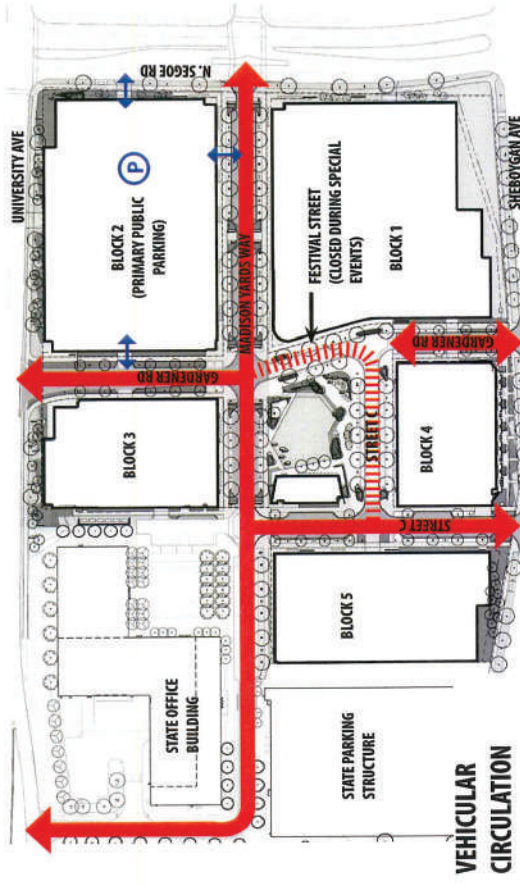 UNIVERSITY AVE
N. SEGOE RD
BLOCK 2
(PRIMARY PUBLIC
PARKING)
P
GARDENER RD
MADISON YARDS WAY
BLOCK 3
FESTIVAL STREET
(CLOSED DURING SPECIAL
EVENTS)
BLOCK 1
STATE OFFICE
BUILDING
STREET C
GARDENER RD
BLOCK 4
STREET C
BLOCK 5
SHEBOYGAN AVE
STATE PARKING
STRUCTURE
VEHICULAR
CIRCULATION